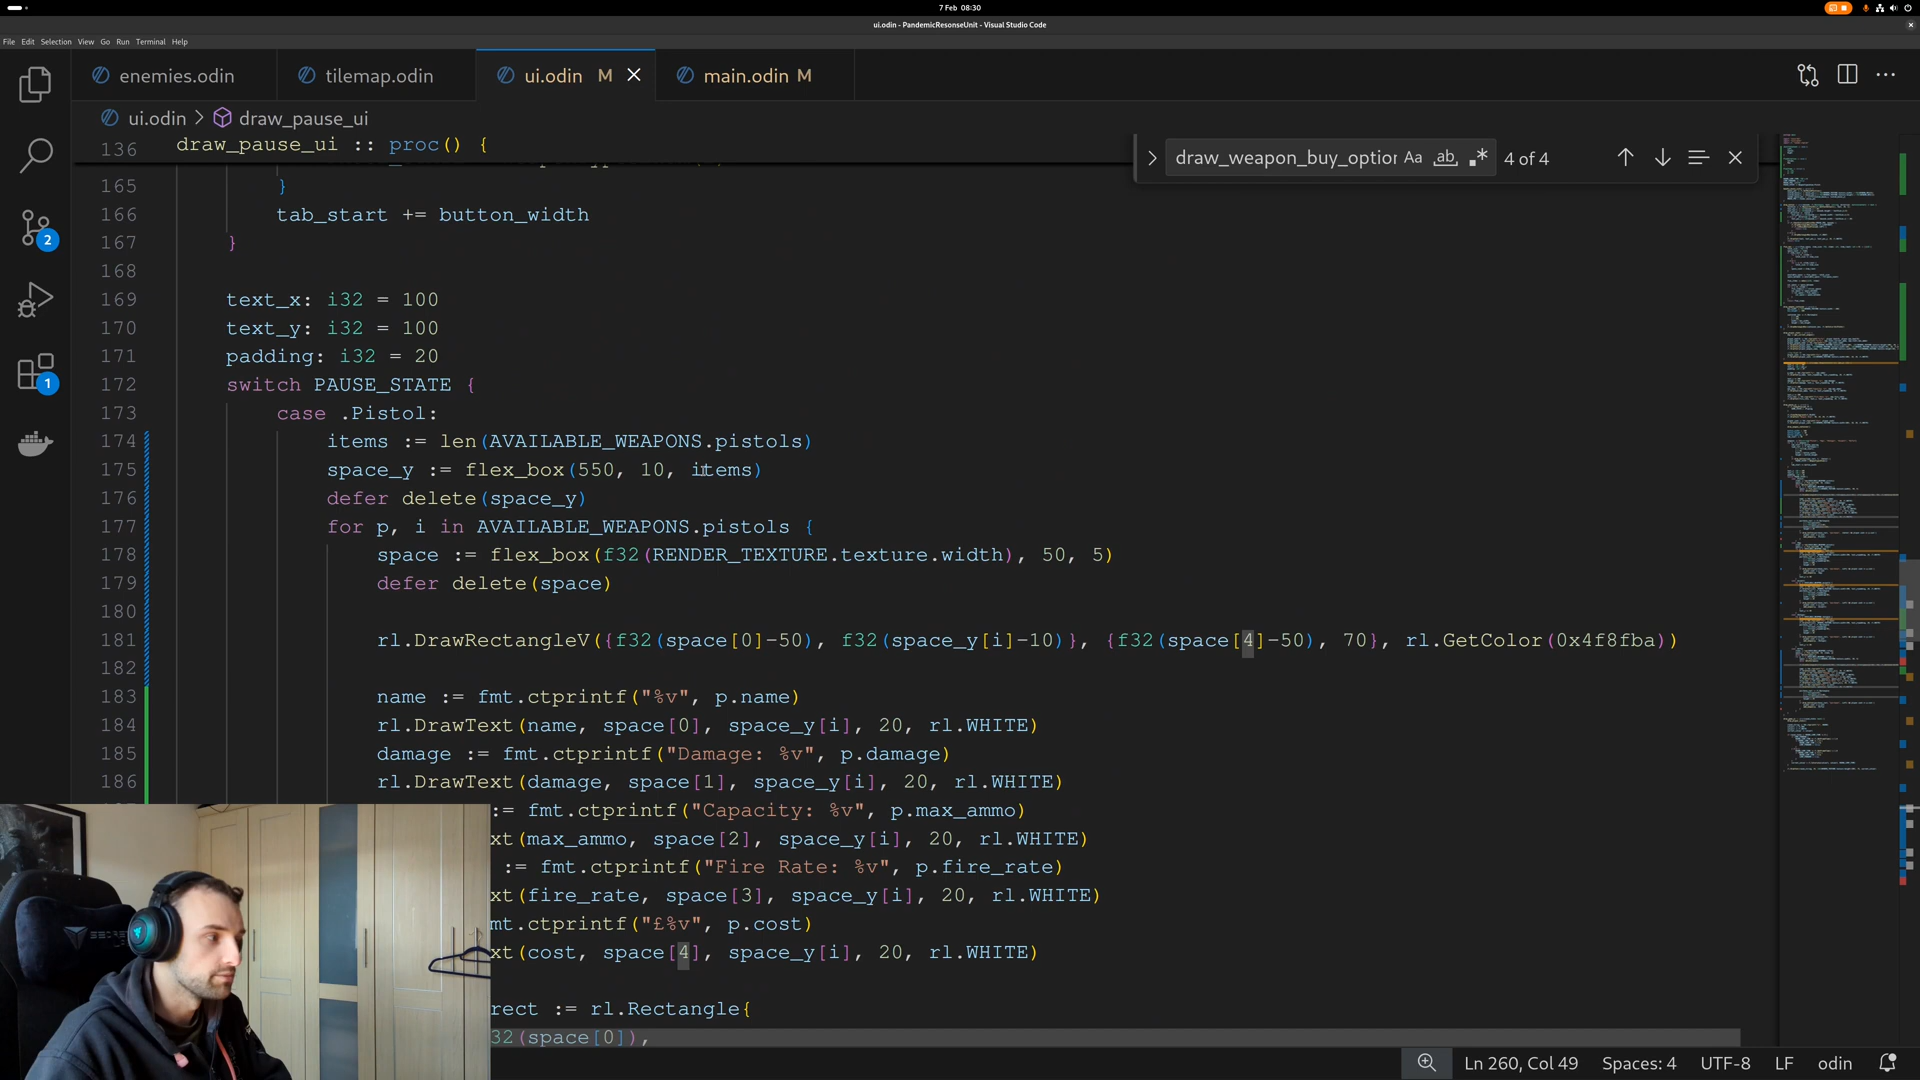 7 Feb 08:30
ui.odin - PandemicResonseUnit - Visual Studio Code
File Edit Selection View Go Run Terminal Help
enemies.odin
tilemap.odin
ui.odin M
main.odin M
ui.odin > draw_pause_ui
136 draw_pause_ui :: proc() {
draw_weapon_buy_option Aa ab 4 of 4
165 }
166 tab_start += button_width
167 }
168
169 text_x: i32 = 100
170 text_y: i32 = 100
171 padding: i32 = 20
172 switch PAUSE_STATE {
173 case .Pistol:
174 items := len(AVAILABLE_WEAPONS.pistols)
175 space_y := flex_box(550, 10, items)
176 defer delete(space_y)
177 for p, i in AVAILABLE_WEAPONS.pistols {
178 space := flex_box(f32(RENDER_TEXTURE.texture.width), 50, 5)
179 defer delete(space)
180
181 rl.DrawRectangleV({f32(space[0]-50), f32(space_y[i]-10)}, {f32(space[4]-50), 70}, rl.GetColor(0x4f8fba))
182
183 name := fmt.ctprintf("%v", p.name)
184 rl.DrawText(name, space[0], space_y[i], 20, rl.WHITE)
185 damage := fmt.ctprintf("Damage: %v", p.damage)
186 rl.DrawText(damage, space[1], space_y[i], 20, rl.WHITE)
:= fmt.ctprintf("Capacity: %v", p.max_ammo)
xt(max_ammo, space[2], space_y[i], 20, rl.WHITE)
:= fmt.ctprintf("Fire Rate: %v", p.fire_rate)
xt(fire_rate, space[3], space_y[i], 20, rl.WHITE)
mt.ctprintf("£%v", p.cost)
xt(cost, space[4], space_y[i], 20, rl.WHITE)
rect := rl.Rectangle{
32(space[0]),
2
1
Ln 260, Col 49 Spaces: 4 UTF-8 LF odin